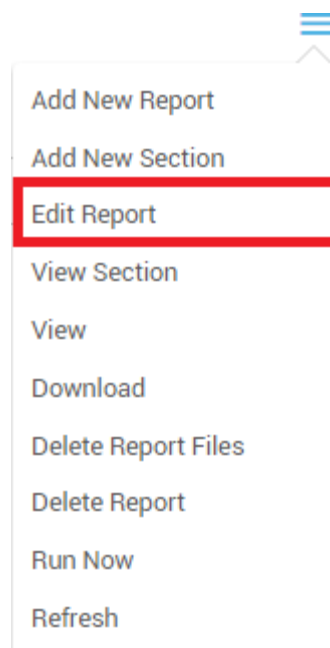 Add New Report
Add New Section
Edit Report
View Section
View
Download
Delete Report Files
Delete Report
Run Now
Refresh